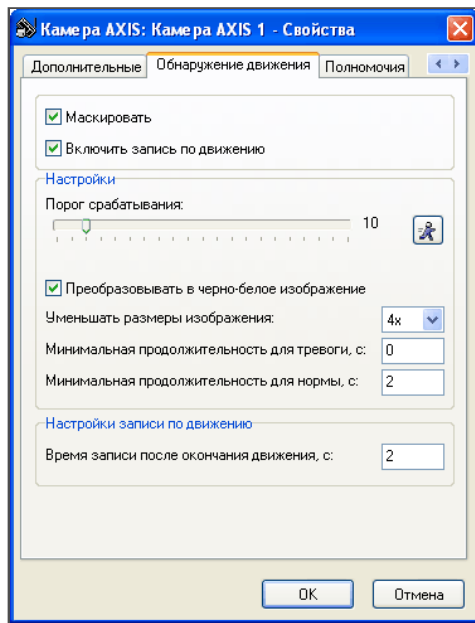 Камера AXIS: Камера AXIS 1 - Свойства
Дополнительные Обнаружение движения Полномочия
Маскировать
Включить запись по движению
Настройки
Порог срабатывания:
10
Преобразовывать в черно-белое изображение
Уменьшать размеры изображения: 4x
Минимальная продолжительность для тревоги, с: 0
Минимальная продолжительность для нормы, с: 2
Настройки записи по движению
Время записи после окончания движения, с: 2
OK Отмена